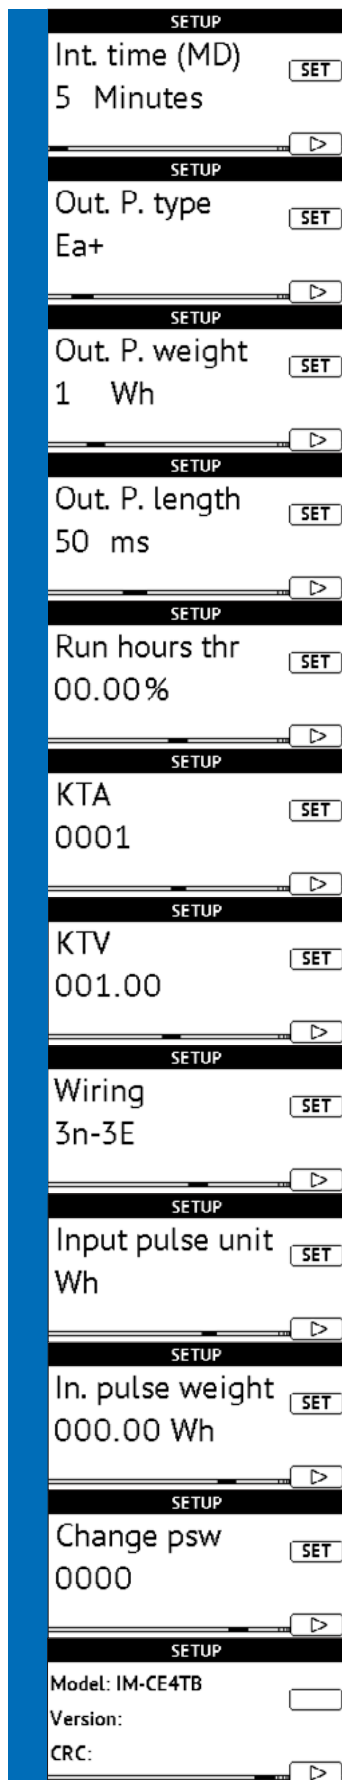 SETUP
Int. time (MD)
SET
5 Minutes
SETUP
Out. P. type
SET
Ea+
SETUP
Out. P. weight
SET
1 Wh
SETUP
Out. P. length
SET
50 ms
SETUP
Run hours thr
SET
00.00%
SETUP
KTA
SET
0001
SETUP
KTV
SET
001.00
SETUP
Wiring
SET
3n-3E
SETUP
Input pulse unit
SET
Wh
SETUP
In. pulse weight
SET
000.00 Wh
SETUP
Change psw
SET
0000
SETUP
Model: IM-CE4TB
Version:
CRC: